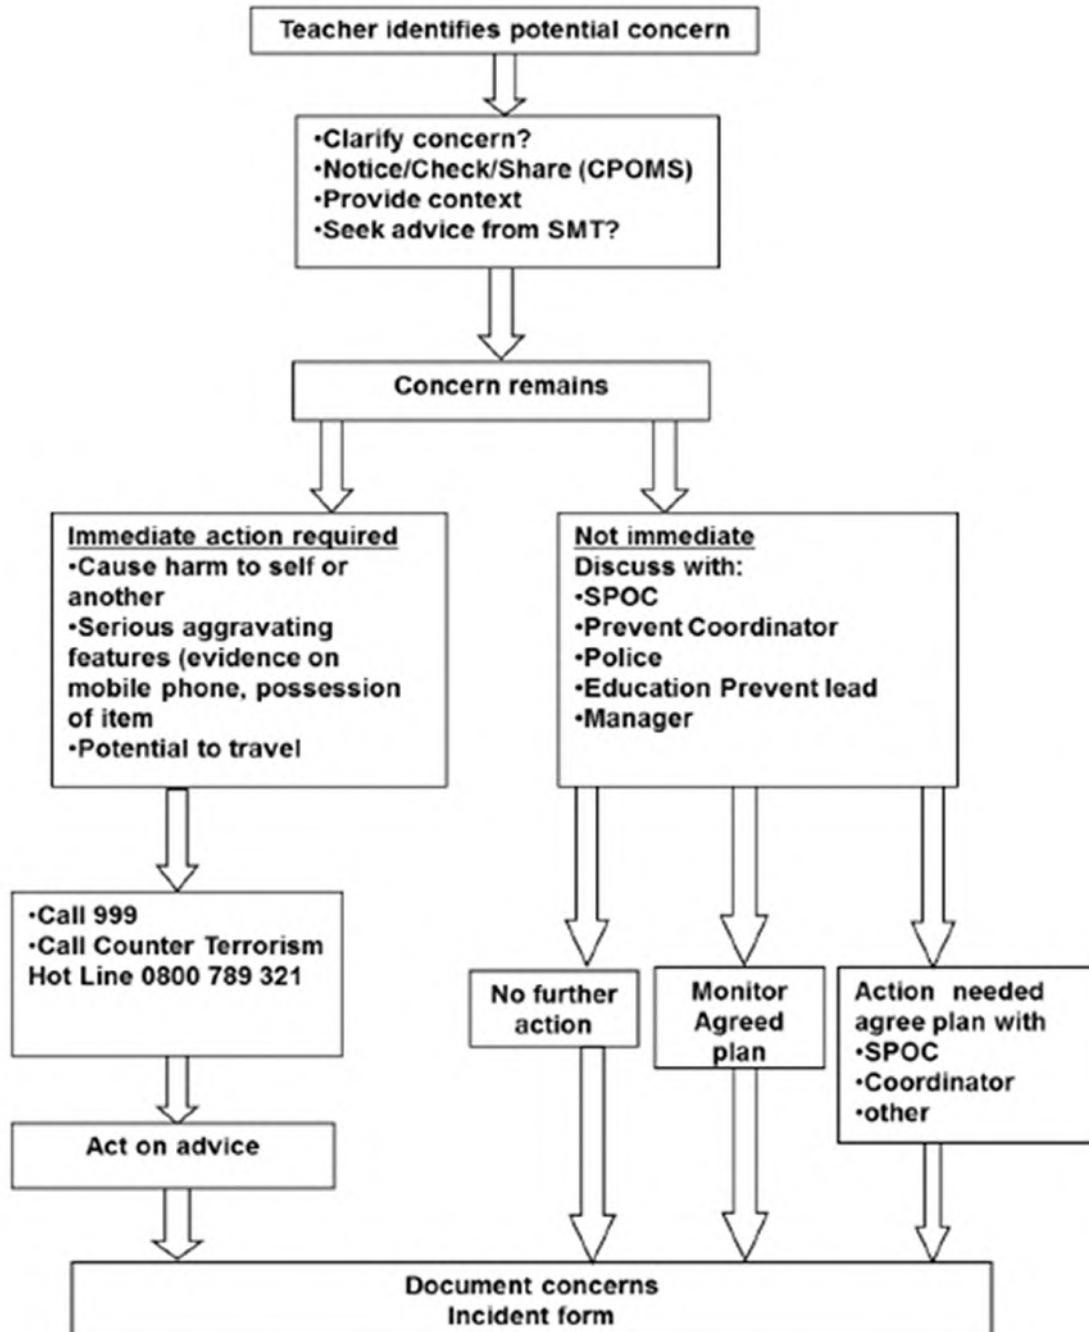 Teacher identifies potential concern
•Clarify concern?
•Notice/Check/Share (CPOMS)
•Provide context
•Seek advice from SMT?
Concern remains
Immediate action required
•Cause harm to self or
another
•Serious aggravating
features (evidence on
mobile phone, possession
of item
•Potential to travel
Not immediate
Discuss with:
•SPOC
•Prevent Coordinator
•Police
•Education Prevent lead
•Manager
•Call 999
•Call Counter Terrorism
Hot Line 0800 789 321
No further
action
Monitor
Agreed
plan
Action needed
agree plan with
•SPOC
•Coordinator
•other
Act on advice
Document concerns
Incident form